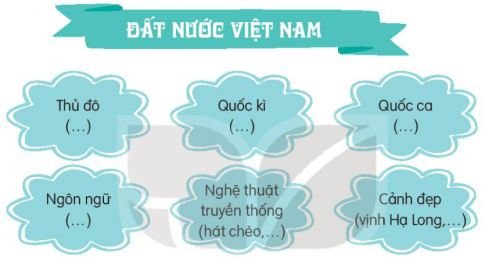 ĐẤT NƯỚC VIỆT NAM
Thủ đô
(...)
Quốc kì
(...)
Quốc ca
(...)
Ngôn ngữ
(...)
Nghệ thuật
truyền thống
(hát chèo,...)
Cảnh đẹp
(vịnh Hạ Long,...)